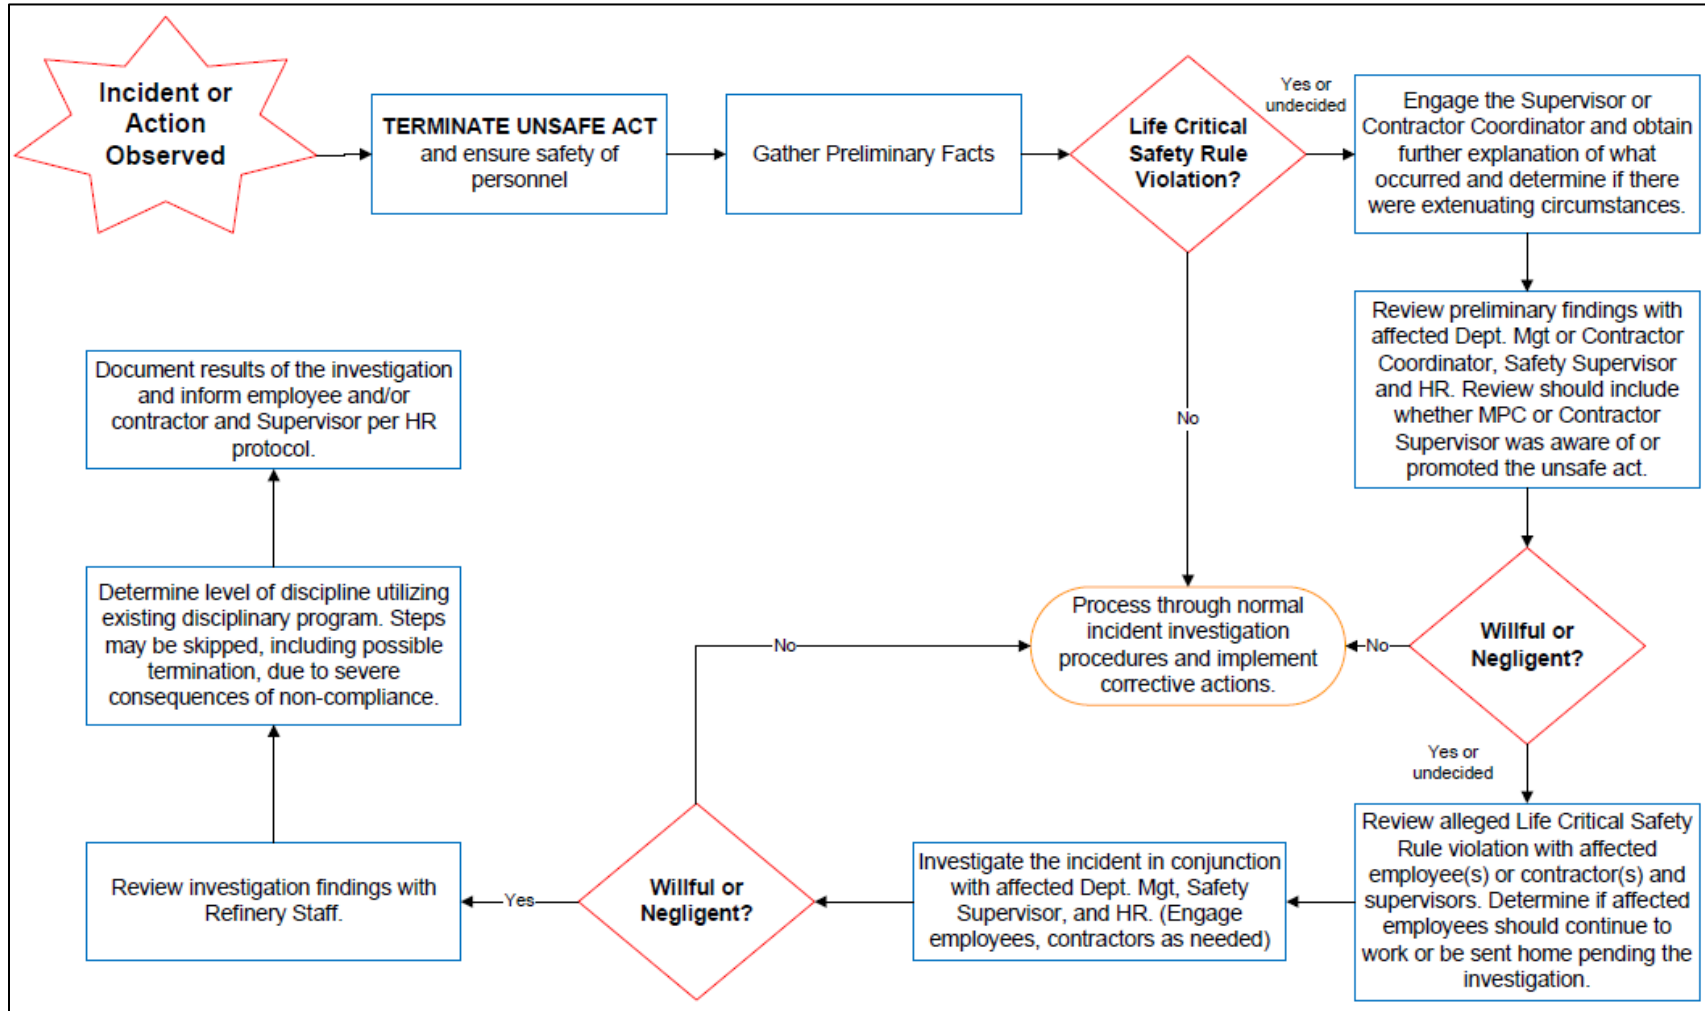 Incident or
Action
Observed
TERMINATE UNSAFE ACT
and ensure safety of
personnel
Gather Preliminary Facts
Life Critical
Safety Rule
Violation?
Yes or
undecided
Engage the Supervisor or
Contractor Coordinator and obtain
further explanation of what
occurred and determine if there
were extenuating circumstances.
No
Review preliminary findings with
affected Dept. Mgt or Contractor
Coordinator, Safety Supervisor
and HR. Review should include
whether MPC or Contractor
Supervisor was aware of or
promoted the unsafe act.
Willful or
Negligent?
No
Process through normal
incident investigation
procedures and implement
corrective actions.
Yes or
undecided
Review alleged Life Critical Safety
Rule violation with affected
employee(s) or contractor(s) and
supervisors. Determine if affected
employees should continue to
work or be sent home pending the
investigation.
Investigate the incident in conjunction
with affected Dept. Mgt, Safety
Supervisor, and HR. (Engage
employees, contractors as needed)
Willful or
Negligent?
No
Yes
Review investigation findings with
Refinery Staff.
Determine level of discipline utilizing
existing disciplinary program. Steps
may be skipped, including possible
termination, due to severe
consequences of non-compliance.
Document results of the investigation
and inform employee and/or
contractor and Supervisor per HR
protocol.